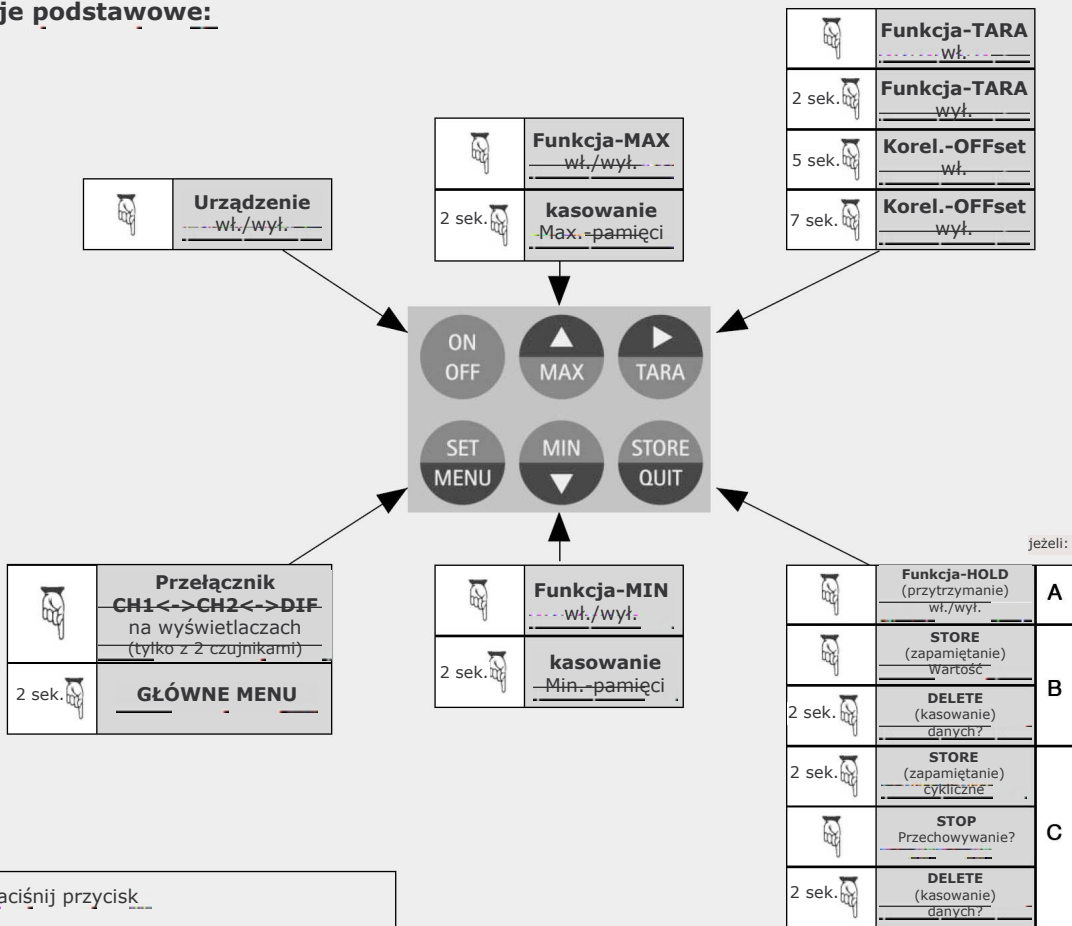 je podstawowe:
Funkcja-TARA
wł.
2 sek.
Funkcja-TARA
wył.
5 sek.
Korel.-OFFset
wł.
7 sek.
Korel.-OFFset
wył.
Funkcja-MAX
wł./wył.
2 sek.
kasowanie
Max.-pamięci
Urządzenie
wł./wył.
ON
OFF
MAX
TARA
SET
MENU
MIN
STORE
QUIT
Przełącznik
CH1<->CH2<->DIF
na wyświetlaczach
(tylko z 2 czujnikami)
2 sek.
GŁÓWNE MENU
Funkcja-MIN
wł./wył.
2 sek.
kasowanie
Min.-pamięci
jeżeli:
Funkcja-HOLD
(przytrzymanie)
wł./wył.
A
STORE
(zapamiętanie)
Wartość
2 sek.
DELETE
(kasowanie)
danych?
B
2 sek.
STORE
(zapamiętanie)
cykliczne
STOP
Przechowywanie?
2 sek.
DELETE
(kasowanie)
danych?
C
aciśnij przycisk